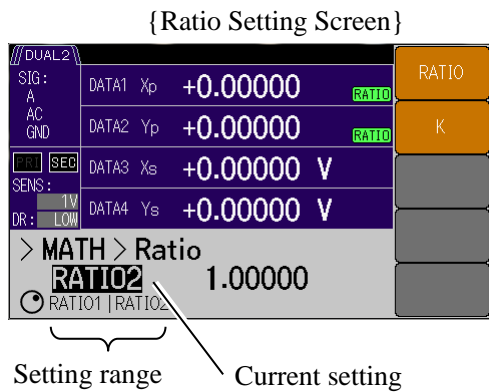 {Ratio Setting Screen}
DUAL2
SIG:
A
AC
GND
DATA1 Xp +0.00000 RATIO
DATA2 Yp +0.00000 RATIO
PRI SEC
SENS:
1V
DR: LOW
DATA3 Xs +0.00000 V
DATA4 Ys +0.00000 V
RATIO
K
> MATH > Ratio
RATIO2 1.00000
RATIO1 | RATIO2
Setting range
Current setting